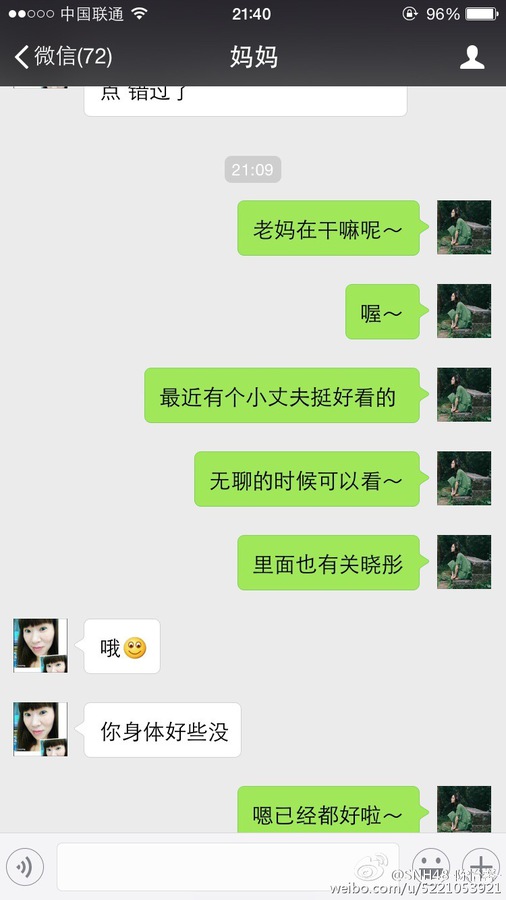 中国联通
21:40
96%
微信(72)
妈妈
点 错过了
21:09
老妈在干嘛呢～
喔～
最近有个小丈夫挺好看的
无聊的时候可以看～
里面也有关晓彤
哦
你身体好些没
嗯已经都好啦～
@SNH48
weibo.com/u/5221053921